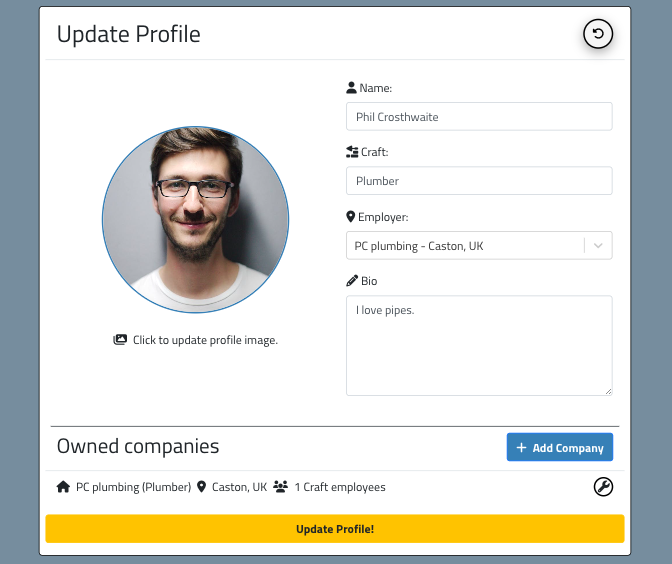 Update Profile
Name:
Phil Crosthwaite
Craft:
Plumber
Employer:
PC plumbing - Caston, UK
Bio
I love pipes.
Click to update profile image.
Owned companies
+ Add Company
PC plumbing (Plumber) Caston, UK 1 Craft employees
Update Profile!